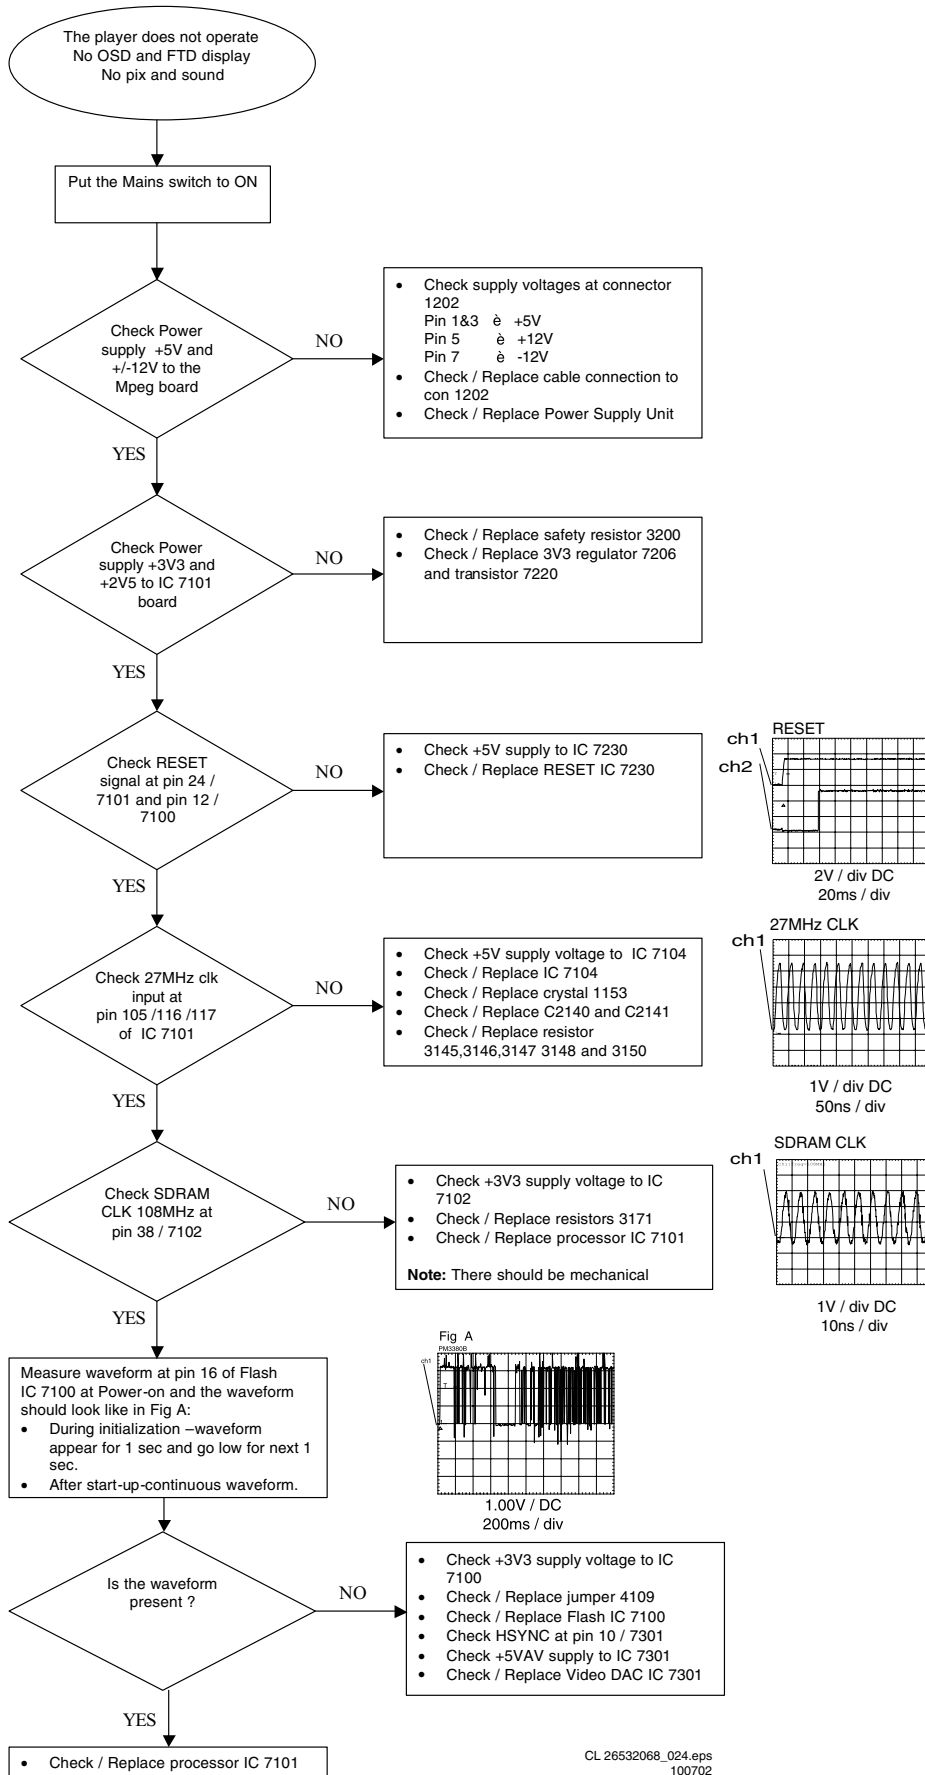 The player does not operate
No OSD and FTD display
No pix and sound
Put the Mains switch to ON
Check Power
supply +5V and
+/-12V to the
Mpeg board
NO
• Check supply voltages at connector
1202
Pin 1&3 è +5V
Pin 5 è +12V
Pin 7 è -12V
• Check / Replace cable connection to
con 1202
• Check / Replace Power Supply Unit
YES
Check Power
supply +3V3 and
+2V5 to IC 7101
board
NO
• Check / Replace safety resistor 3200
• Check / Replace 3V3 regulator 7206
and transistor 7220
YES
Check RESET
signal at pin 24 /
7101 and pin 12 /
7100
NO
• Check +5V supply to IC 7230
• Check / Replace RESET IC 7230
RESET
ch1
ch2
2V / div DC
20ms / div
YES
Check 27MHz clk
input at
pin 105 /116 /117
of IC 7101
NO
• Check +5V supply voltage to IC 7104
• Check / Replace IC 7104
• Check / Replace crystal 1153
• Check / Replace C2140 and C2141
• Check / Replace resistor
3145,3146,3147 3148 and 3150
27MHz CLK
ch1
1V / div DC
50ns / div
YES
Check SDRAM
CLK 108MHz at
pin 38 / 7102
NO
• Check +3V3 supply voltage to IC
7102
• Check / Replace resistors 3171
• Check / Replace processor IC 7101
Note: There should be mechanical
SDRAM CLK
ch1
1V / div DC
10ns / div
YES
Measure waveform at pin 16 of Flash
IC 7100 at Power-on and the waveform
should look like in Fig A:
• During initialization –waveform
appear for 1 sec and go low for next 1
sec.
• After start-up-continuous waveform.
Fig A
PM3380B
ch1
1.00V / DC
200ms / div
Is the waveform
present ?
NO
• Check +3V3 supply voltage to IC
7100
• Check / Replace jumper 4109
• Check / Replace Flash IC 7100
• Check HSYNC at pin 10 / 7301
• Check +5VAV supply to IC 7301
• Check / Replace Video DAC IC 7301
YES
• Check / Replace processor IC 7101
CL 26532068_024.eps
100702